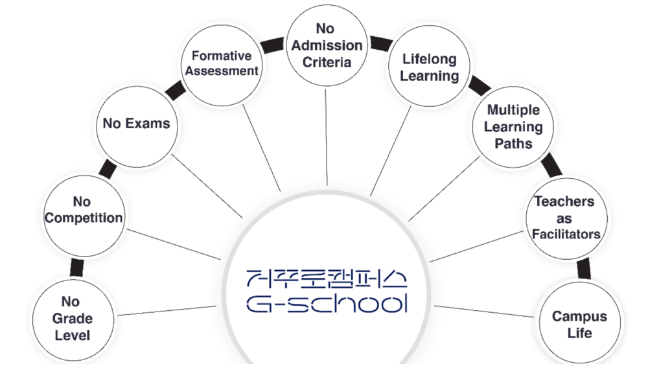 No
Grade
Level
No
Competition
No Exams
Formative
Assessment
No
Admission
Criteria
Lifelong
Learning
Multiple
Learning
Paths
Teachers
as
Facilitators
Campus
Life
거꾸로캠퍼스
G-school